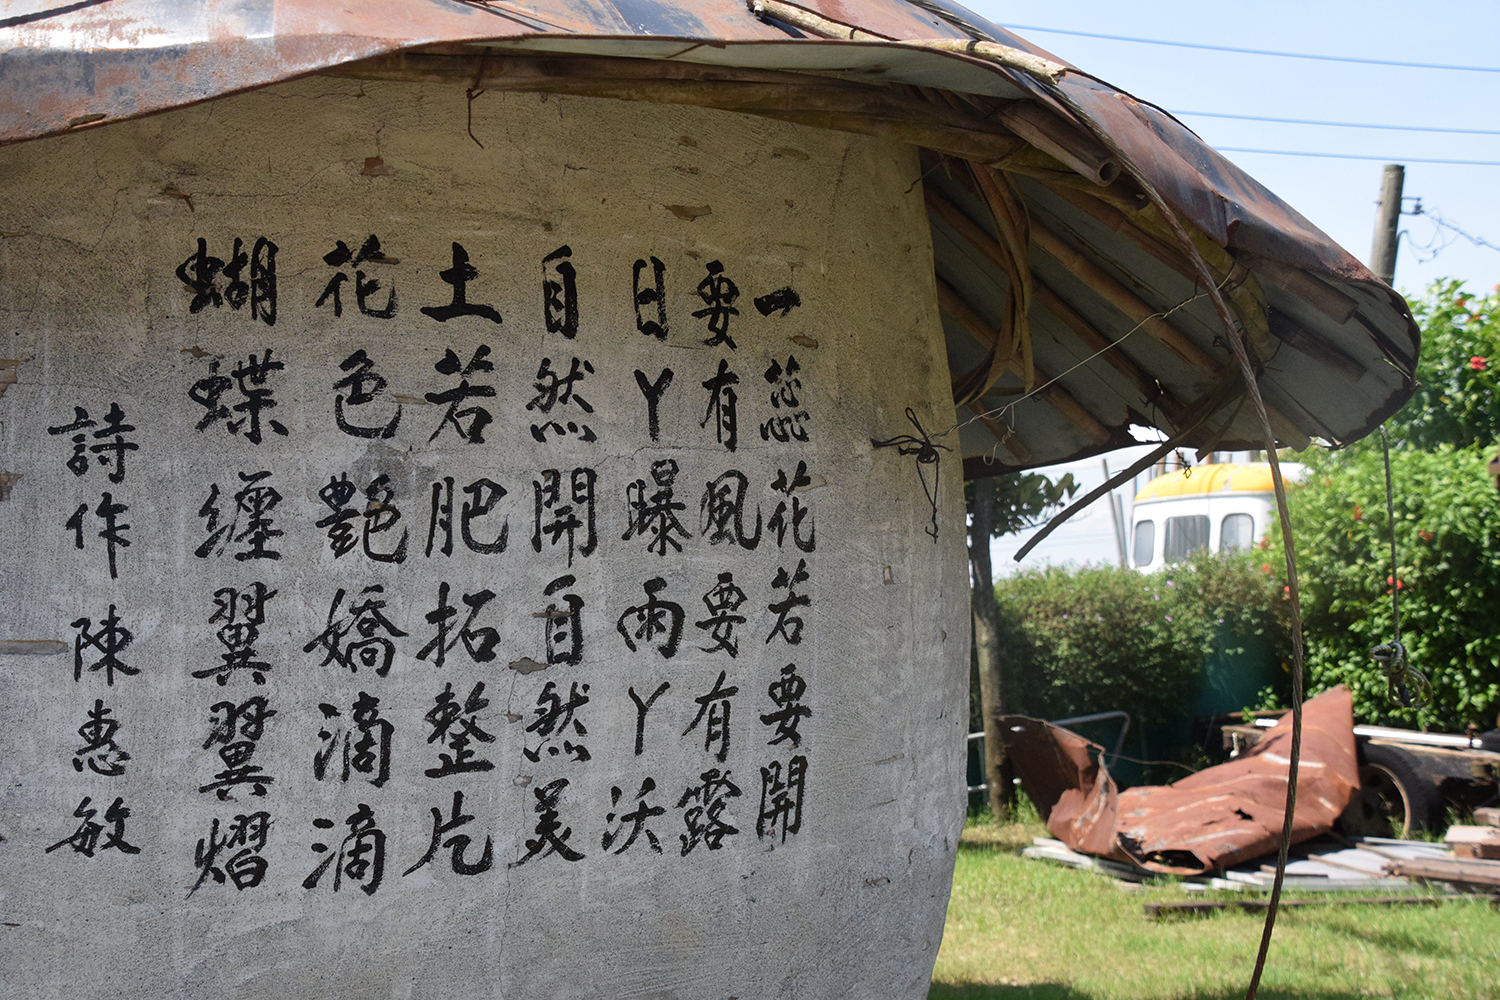 一蕊花若要開
要有風要有露
日丫曝雨丫沃
自然開自然美
土若肥拓整片
花色艷嬌滴滴
蝴蝶纏翼翼熠
詩作 陳惠敏